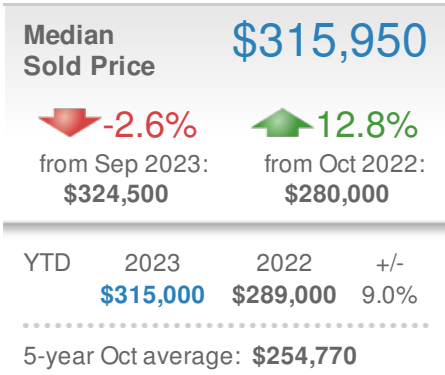 Median $315,950
Sold Price
-2.6% 12.8%
from Sep 2023: from Oct 2022:
$324,500 $280,000
YTD 2023 2022 +/-
$315,000 $289,000 9.0%
5-year Oct average: $254,770